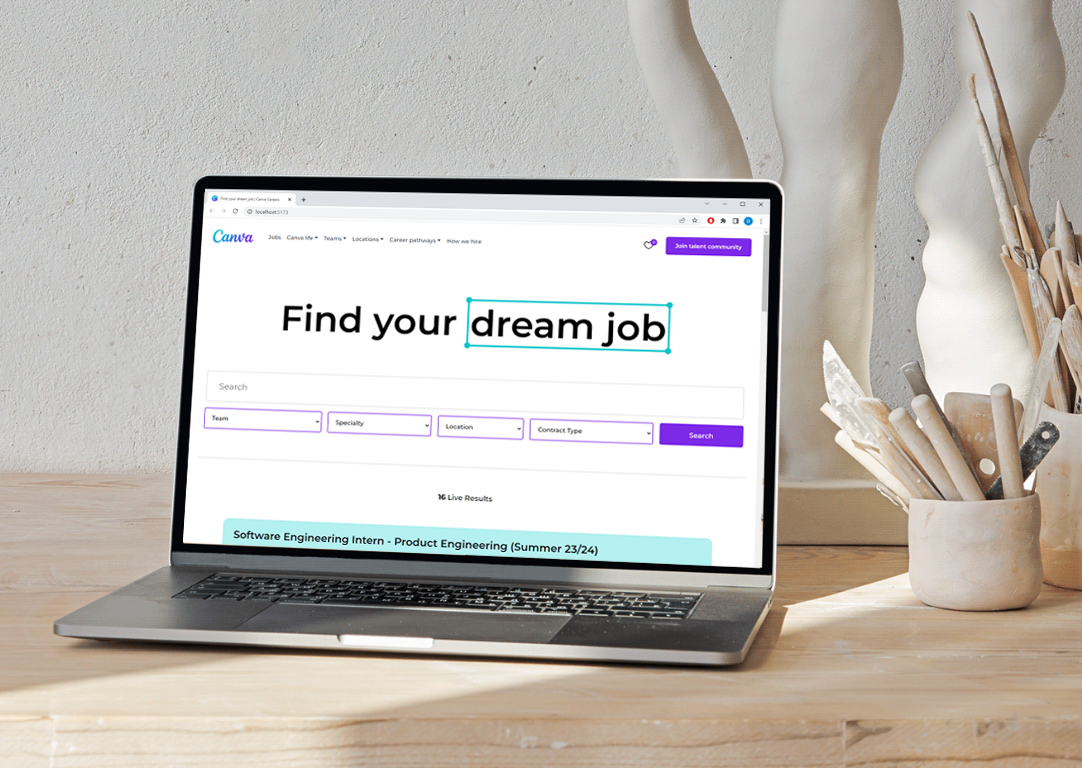 Find your dream job | Canva Careers
localhost:5173
Canva
Jobs Canva life Teams Locations Career pathways How we hire
0
Join talent community
Find your dream job
Search
Team Specialty Location Contract Type Search
16 Live Results
Software Engineering Intern - Product Engineering (Summer 23/24)